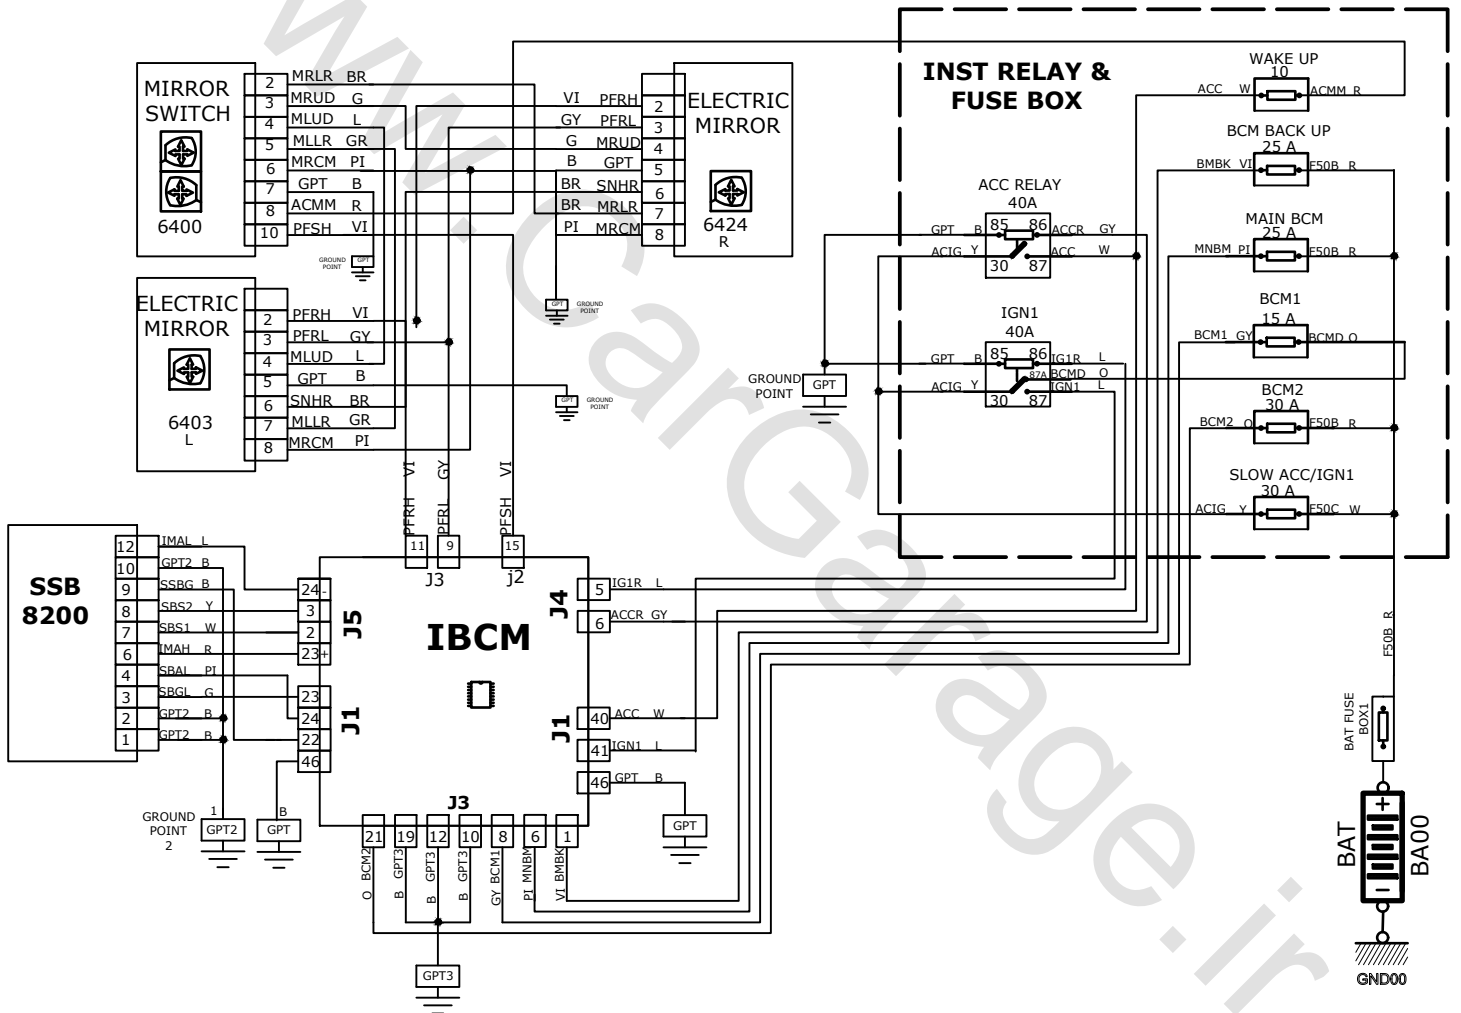 www.CarGarage.ir
MIRROR
SWITCH
6400
2 MRLR BR
3 MRUD G
4 MLUD L
5 MLLR GR
6 MRCM PI
7 GPT B
8 ACMM R
10 PFSH VI
GROUND
POINT
GPT
ELECTRIC
MIRROR
6424
R
VI PFRH 2
GY PFRL 3
G MRUD 4
B GPT 5
BR SNHR 6
BR MRLR 7
PI MRCM 8
GPT
GROUND
POINT
ELECTRIC
MIRROR
6403
L
2 PFRH VI
3 PFRL GY
4 MLUD L
5 GPT B
6 SNHR BR
7 MLLR GR
8 MRCM PI
GPT
GROUND
POINT
INST RELAY &
FUSE BOX
WAKE UP
10
ACC W ACMM R
BCM BACK UP
25 A
BMBK VI F50B R
MAIN BCM
25 A
MNBM PI F50B R
BCM1
15 A
BCM1 GY BCMD O
BCM2
30 A
BCM2 O F50B R
SLOW ACC/IGN1
30 A
ACIG Y F50C W
ACC RELAY
40A
GPT B 85 86 ACCR GY
ACIG Y 30 87 ACC W
IGN1
40A
GPT B 85 86 IG1R L
87A BCMD O
ACIG Y 30 87 IGN1 L
GROUND
POINT
GPT
SSB
8200
12 IMAL L
10 GPT2 B
9 SSBG B
8 SBS2 Y
7 SBS1 W
6 IMAH R
4 SBAL PI
3 SBGL G
2 GPT2 B
1 GPT2 B
GROUND
POINT
2
1
GPT2
B
GPT
PFRH VI
PFRL GY
PFSH VI
11 9 15
J3 j2
IBCM
J5
24-
3
2
23+
J1
23
24
22
46
J4
5 IG1R L
6 ACCR GY
J1
40 ACC W
41 IGN1 L
46 GPT B
GPT
J3
21 19 12 10 8 6 1
O BCM2
B GPT3
B GPT3
B GPT3
GY BCM1
PI MNBM
VI BMBK
GPT3
F50B R
BAT FUSE
BOX1
BAT
+
−
BA00
GND00